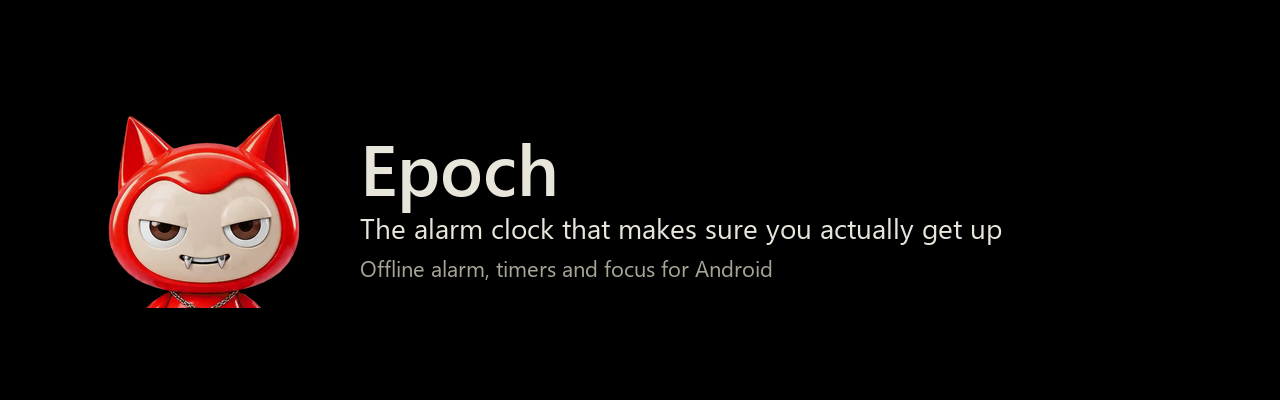 Epoch
The alarm clock that makes sure you actually get up
Offline alarm, timers and focus for Android